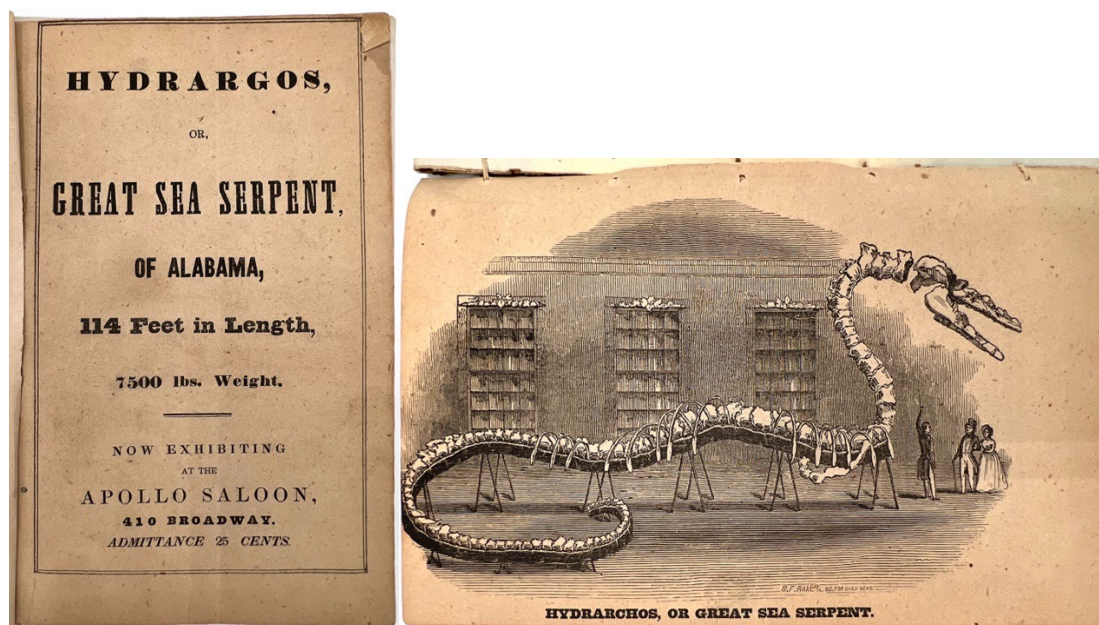 HYDRARGOS,
OR,
GREAT SEA SERPENT,
OF ALABAMA,
114 Feet in Length,
7500 lbs. Weight.
NOW EXHIBITING
AT THE
APOLLO SALOON,
410 BROADWAY.
ADMITTANCE 25 CENTS.
HYDRARCHOS, OR GREAT SEA SERPENT.